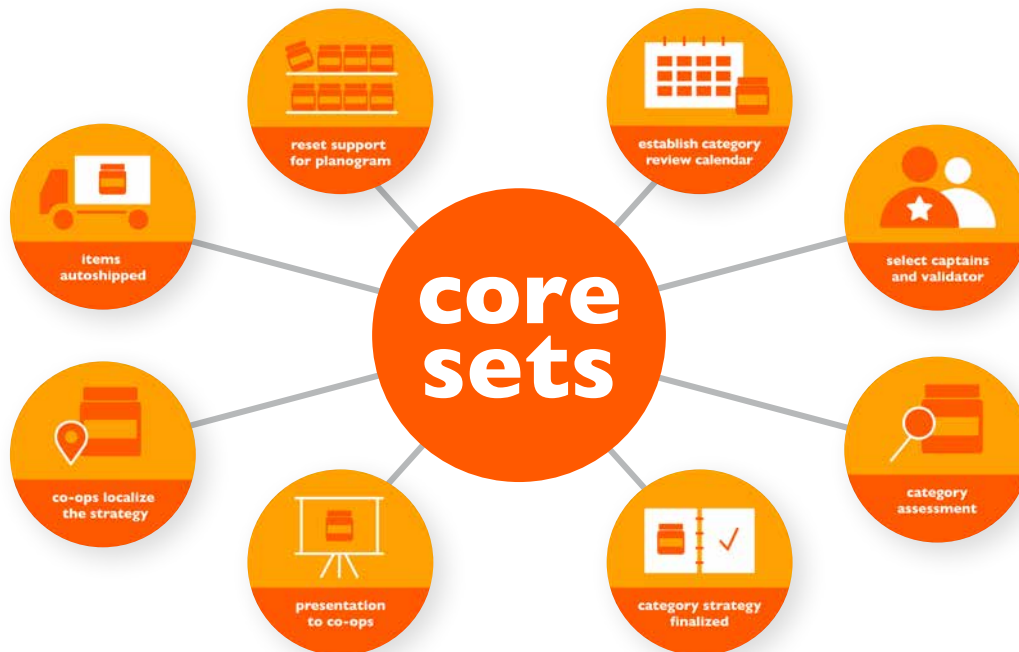 reset support
for planogram
establish category
review calendar
items
autoshipped
select captains
and validator
core
sets
co-ops localize
the strategy
category
assessment
presentation
to co-ops
category strategy
finalized